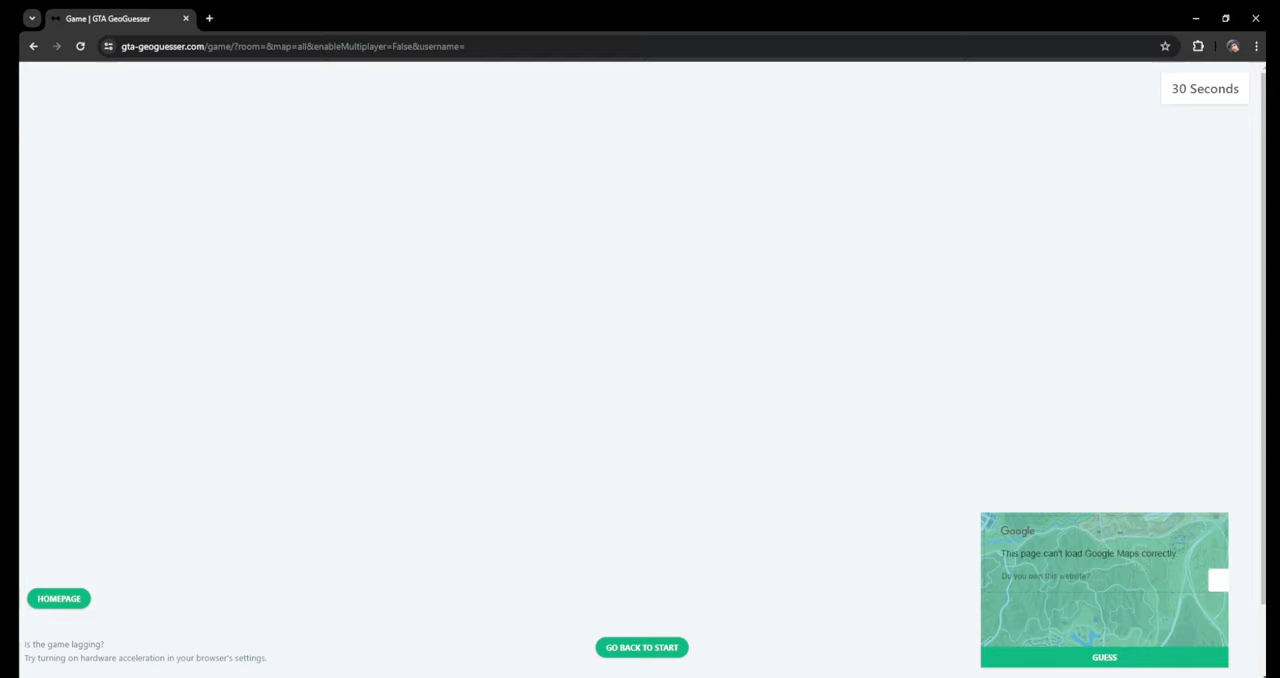 Game | GTA GeoGuesser
gta-geoguesser.com/game/?room=&map=all&enableMultiplayer=False&username=
30 Seconds
Google
This page can't load Google Maps correctly
Do you own this website?
HOMEPAGE
Is the game lagging?
Try turning on hardware acceleration in your browser's settings.
GO BACK TO START
GUESS